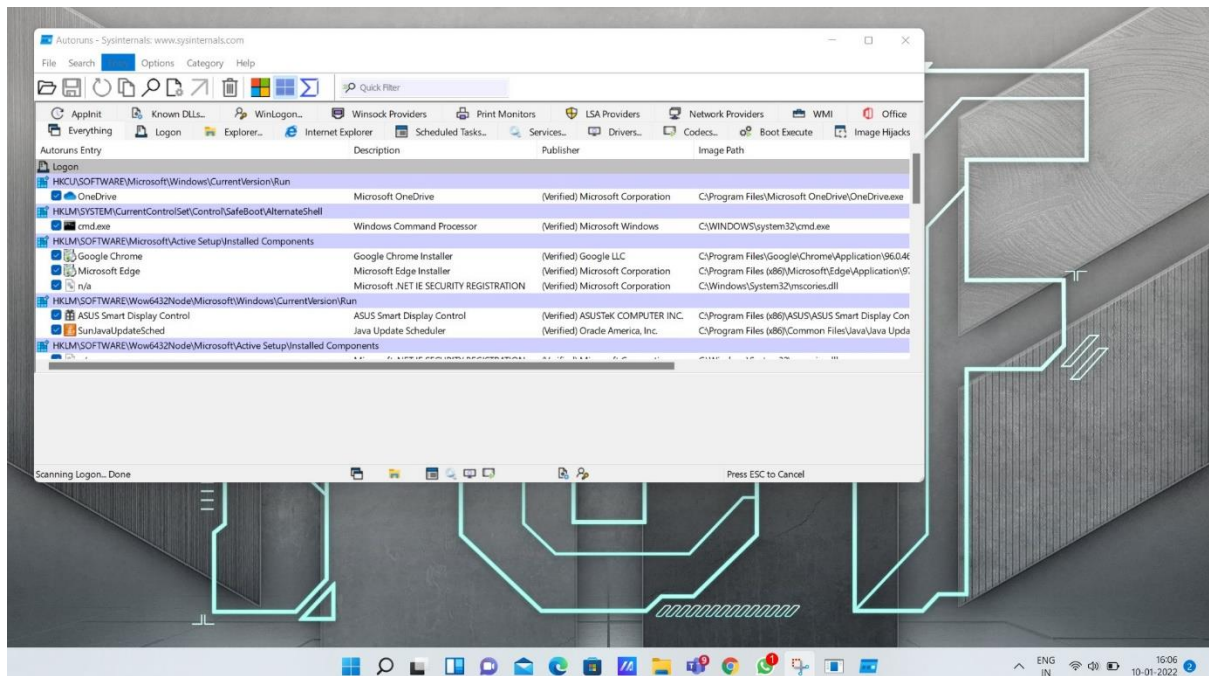 Autoruns - Sysinternals: www.sysinternals.com
File Search Options Category Help
Quick Filter
AppInit Known DLLs... WinLogon... Winsock Providers Print Monitors LSA Providers Network Providers WMI Office
Everything Logon Explorer... Internet Explorer Scheduled Tasks... Services... Drivers... Codecs... Boot Execute Image Hijacks
Autoruns Entry Description Publisher Image Path
Logon
HKCU\SOFTWARE\Microsoft\Windows\CurrentVersion\Run
OneDrive Microsoft OneDrive (Verified) Microsoft Corporation C:\Program Files\Microsoft OneDrive\OneDrive.exe
HKLM\SYSTEM\CurrentControlSet\Control\SafeBoot\AlternateShell
cmd.exe Windows Command Processor (Verified) Microsoft Windows C:\WINDOWS\system32\cmd.exe
HKLM\SOFTWARE\Microsoft\Active Setup\Installed Components
Google Chrome Google Chrome Installer (Verified) Google LLC C:\Program Files\Google\Chrome\Application\96.0.46
Microsoft Edge Microsoft Edge Installer (Verified) Microsoft Corporation C:\Program Files (x86)\Microsoft\Edge\Application\97.
n/a Microsoft .NET IE SECURITY REGISTRATION (Verified) Microsoft Corporation C:\Windows\System32\mscories.dll
HKLM\SOFTWARE\Wow6432Node\Microsoft\Windows\CurrentVersion\Run
ASUS Smart Display Control ASUS Smart Display Control (Verified) ASUSTeK COMPUTER INC. C:\Program Files (x86)\ASUS\ASUS Smart Display Con
SunJavaUpdateSched Java Update Scheduler (Verified) Oracle America, Inc. C:\Program Files (x86)\Common Files\Java\Java Upda
HKLM\SOFTWARE\Wow6432Node\Microsoft\Active Setup\Installed Components
Scanning Logon... Done Press ESC to Cancel
ENG 16:06
IN 10-01-2022 2